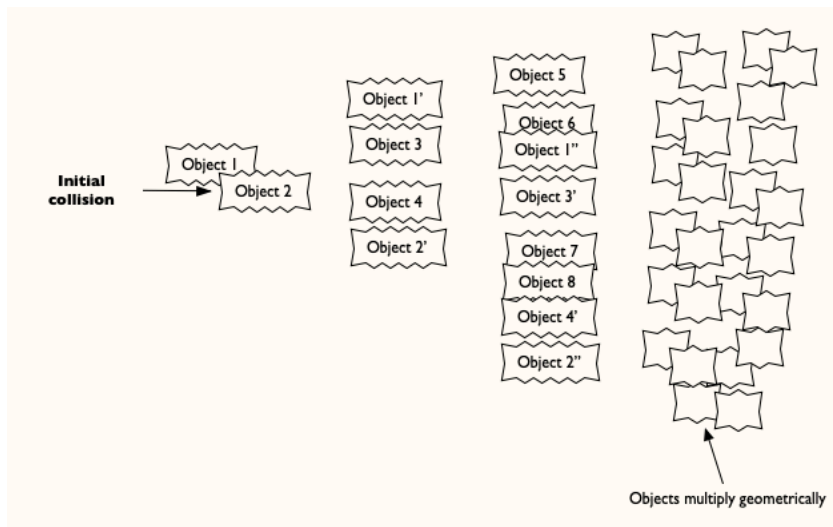 Initial
collision
Object 1
Object 2
Object 1'
Object 3
Object 4
Object 2'
Object 5
Object 6
Object 1”
Object 3'
Object 7
Object 8
Object 4'
Object 2”
Objects multiply geometrically